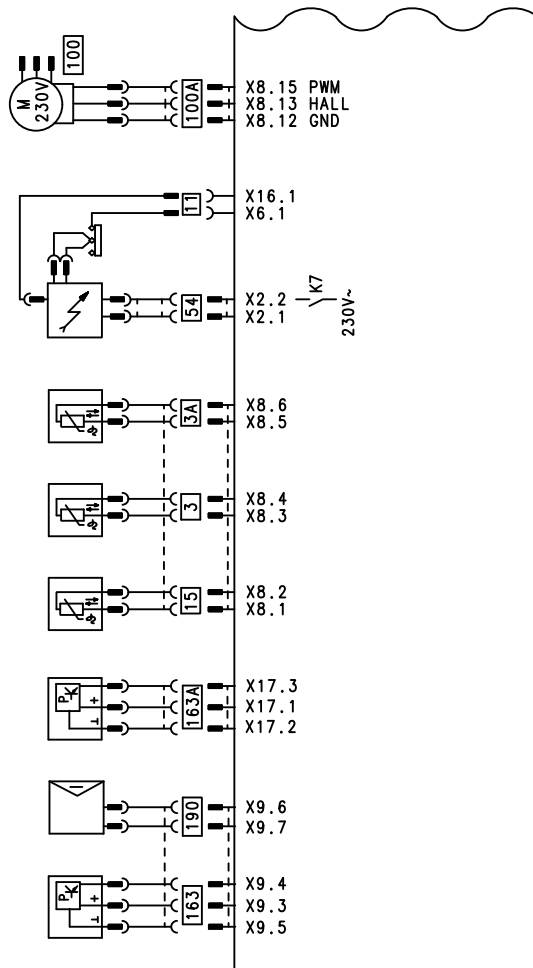 100
M
230V
100A
X8.15 PWM
X8.13 HALL
X8.12 GND
11
X16.1
X6.1
54
X2.2
X2.1
K7
230V~
3A
X8.6
X8.5
3
X8.4
X8.3
15
X8.2
X8.1
P
K
+
⊥
163A
X17.3
X17.1
X17.2
190
X9.6
X9.7
P
K
+
⊥
163
X9.4
X9.3
X9.5